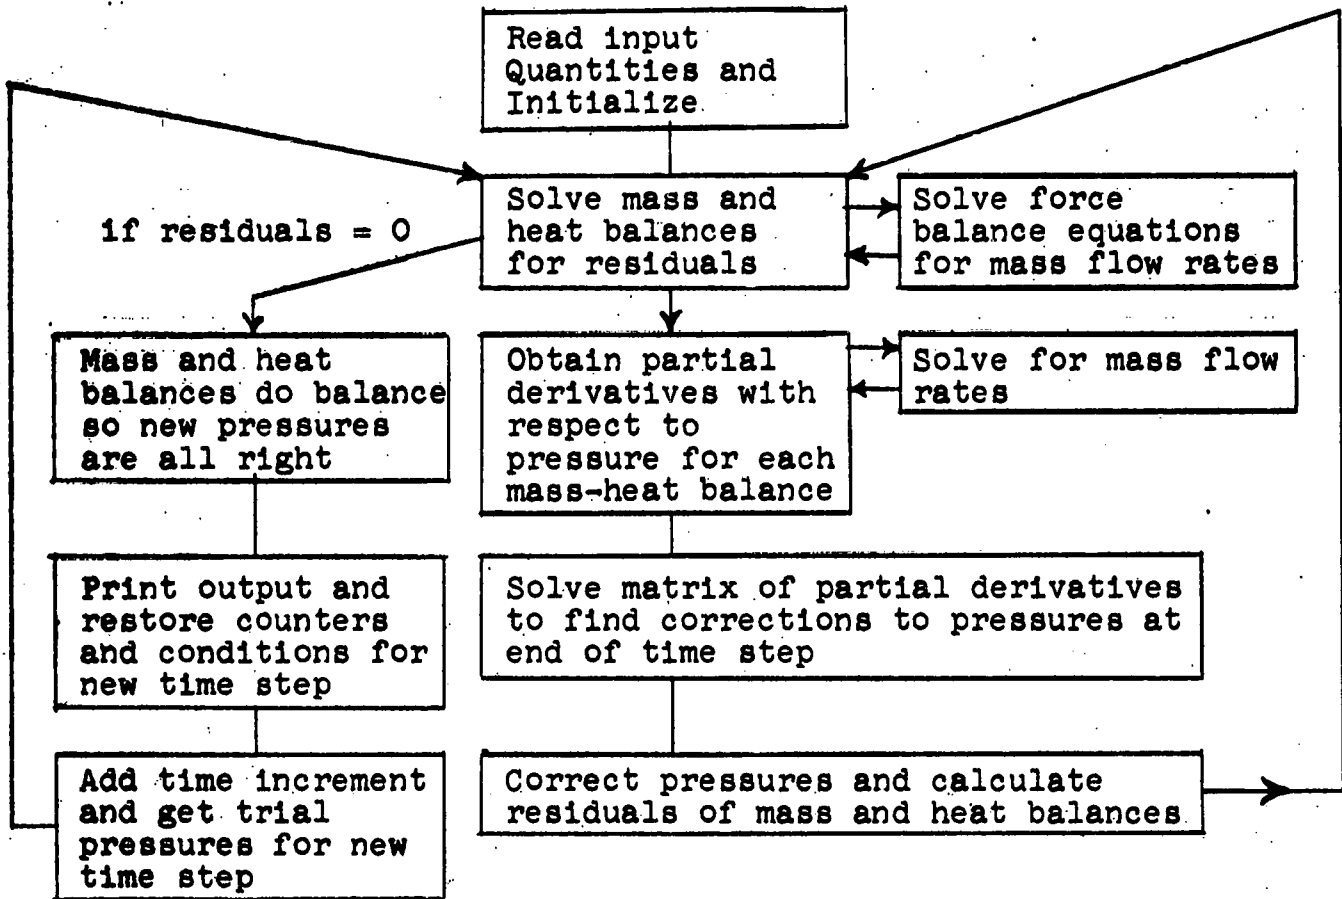 Read input
Quantities and
Initialize
Solve mass and
heat balances
for residuals
Solve force
balance equations
for mass flow rates
if residuals = 0
Mass and heat
balances do balance
so new pressures
are all right
Obtain partial
derivatives with
respect to
pressure for each
mass-heat balance
Solve for mass flow
rates
Print output and
restore counters
and conditions for
new time step
Solve matrix of partial derivatives
to find corrections to pressures at
end of time step
Add time increment
and get trial
pressures for new
time step
Correct pressures and calculate
residuals of mass and heat balances